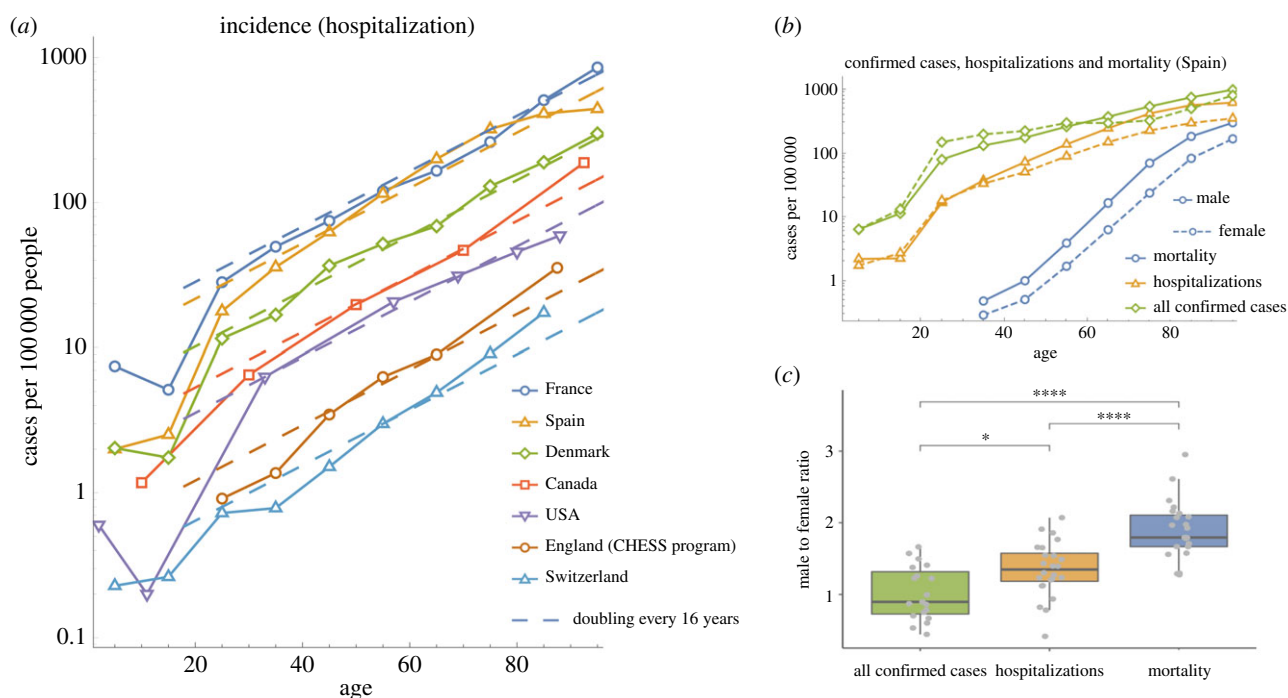 (a)
incidence (hospitalization)
1000
100
10
1
0.1
cases per 100 000 people
20
40
60
80
age
France
Spain
Denmark
Canada
USA
England (CHESS program)
Switzerland
doubling every 16 years
(b)
confirmed cases, hospitalizations and mortality (Spain)
1000
100
10
1
cases per 100 000
20
40
60
80
age
male
female
mortality
hospitalizations
all confirmed cases
(c)
****
****
*
3
2
1
male to female ratio
all confirmed cases
hospitalizations
mortality